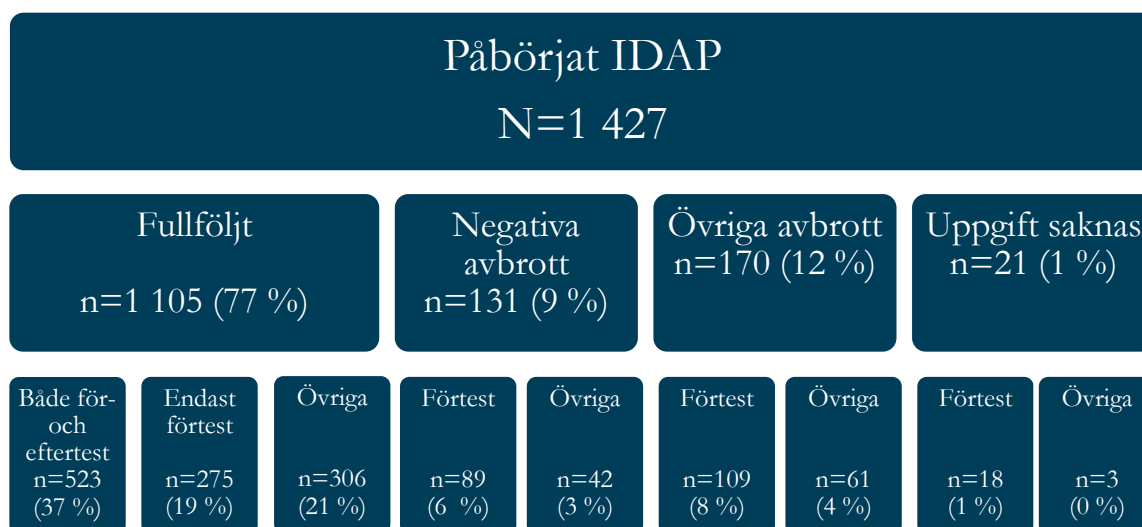 Påbörjat IDAP
N=1 427
Fullföljt
n=1 105 (77 %)
Negativa
avbrott
n=131 (9 %)
Övriga avbrott
n=170 (12 %)
Uppgift saknas
n=21 (1 %)
Både för-
och
eftertest
n=523
(37 %)
Endast
förtest
n=275
(19 %)
Övriga
n=306
(21 %)
Förtest
n=89
(6 %)
Övriga
n=42
(3 %)
Förtest
n=109
(8 %)
Övriga
n=61
(4 %)
Förtest
n=18
(1 %)
Övriga
n=3
(0 %)